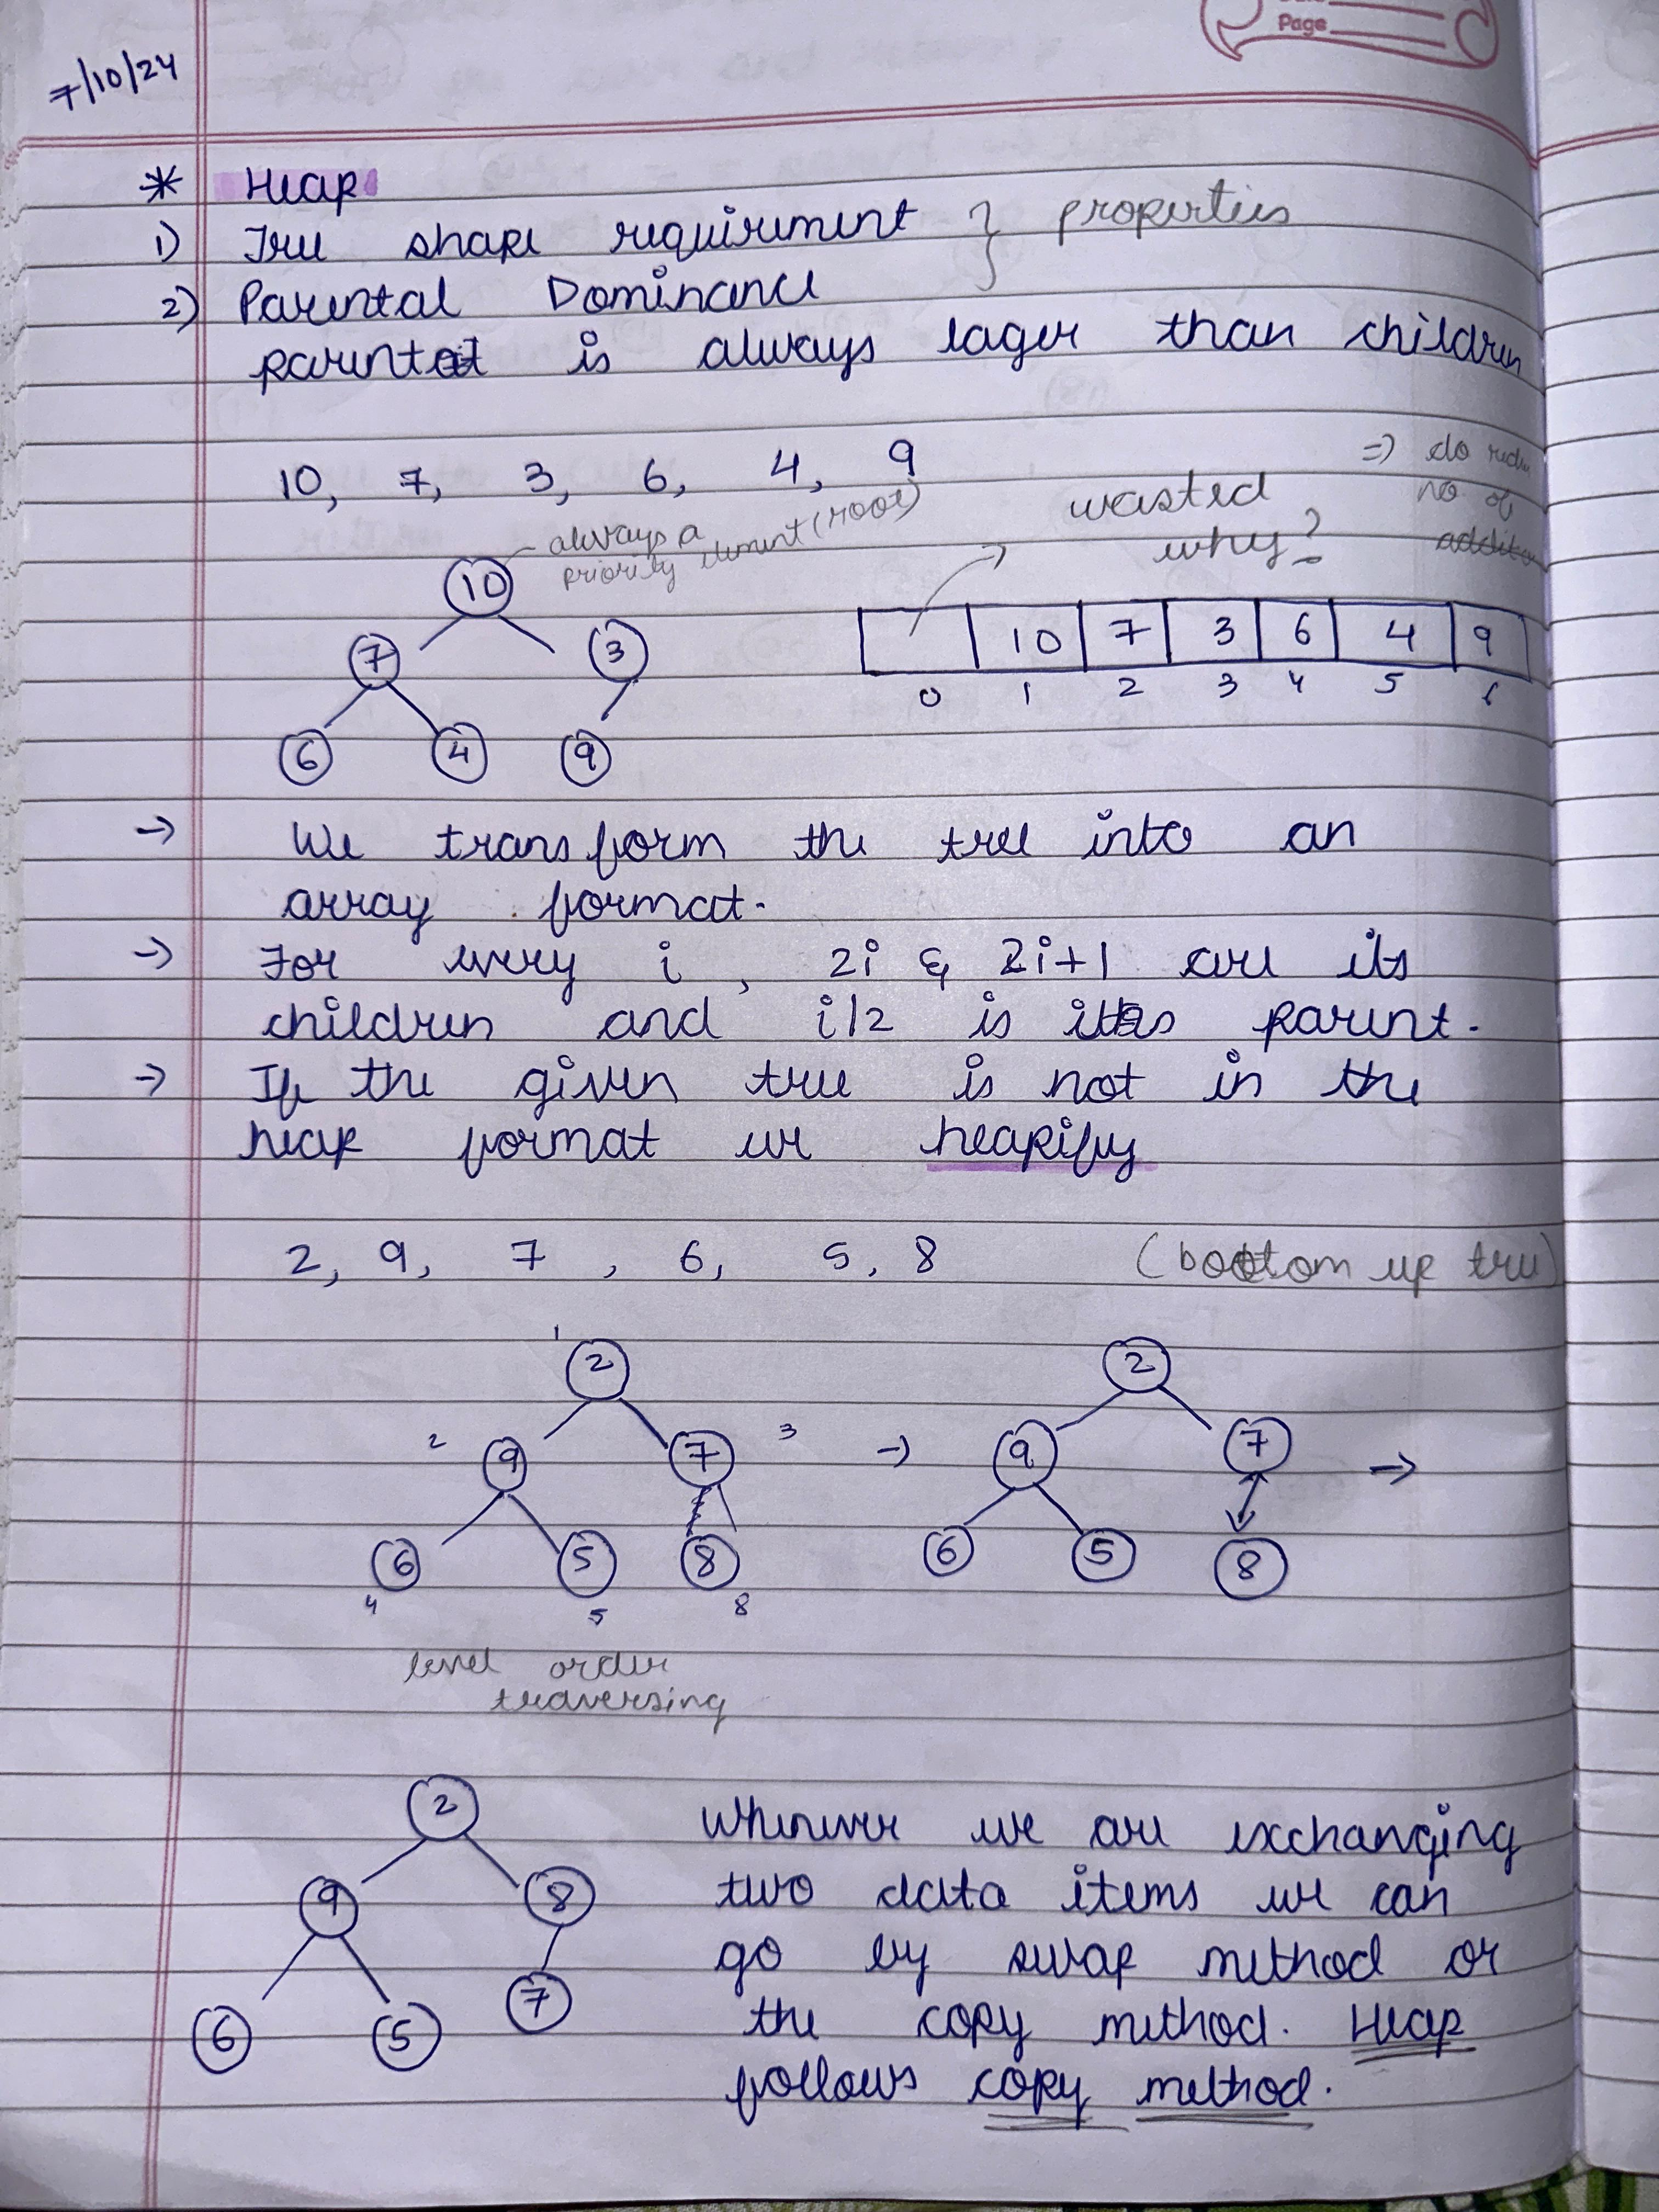 Page
7/10/24
* Heap
1) Tree shape requirement } properties
2) Parental Dominance
parent is always lager than children
10, 7, 3, 6, 4, 9
=) do
no. of
wasted
why?
always a
priority element (root)
10
7 3
6 4 9
10 7 3 6 4 9
0 1 2 3 4 5 6
→ We transform the tree into an
array format.
→ For every i, 2i & 2i+1 are its
children and i/2 is its parent.
→ If the given tree is not in the
heap format we heapify
2, 9, 7, 6, 5, 8 (bottom up tree)
1
2
2 9 7 3 →
6 5 8
4 5 8
2
9 7 →
6 5 8
level order
traversing
2
9 8
6 5 7
Whenever we are exchanging
two data items we can
go by swap method or
the copy method. Heap
follows copy method.